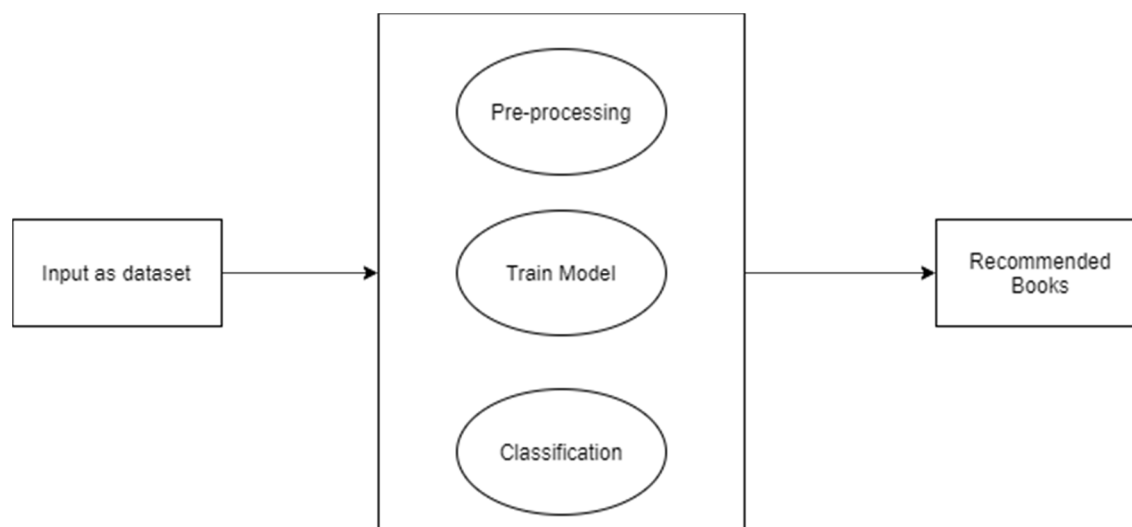 Pre-processing
Input as dataset
Train Model
Recommended
Books
Classification